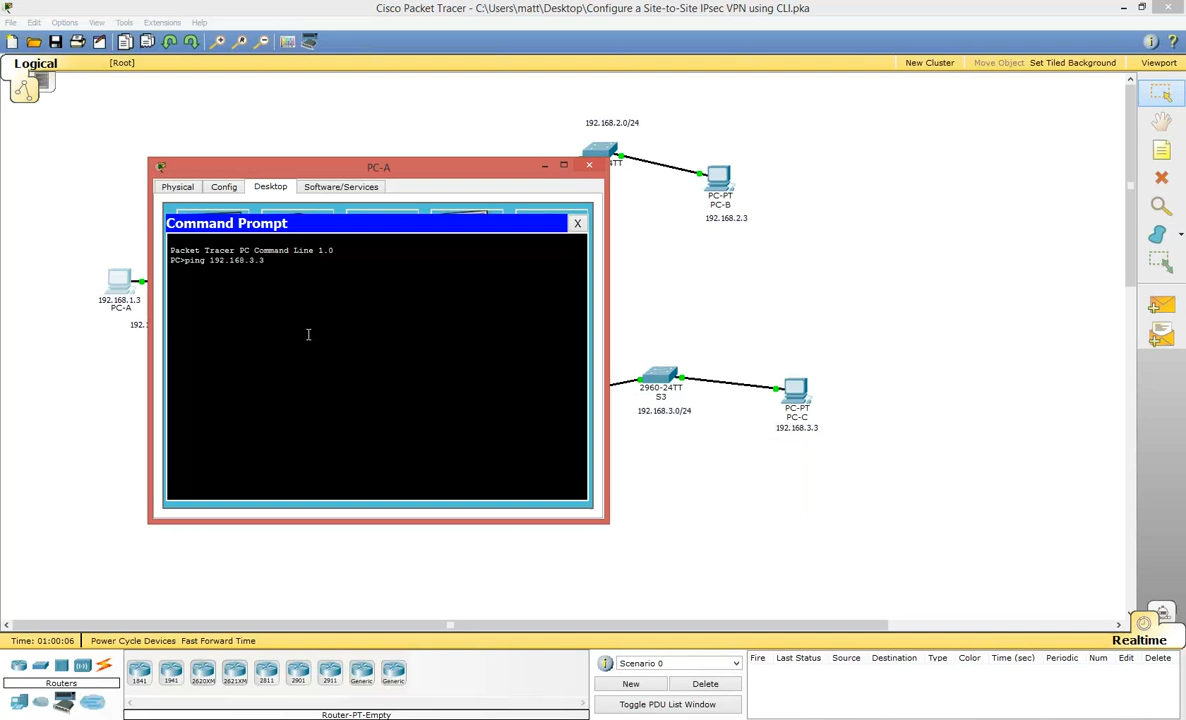 Cisco Packet Tracer - C:\Users\matt\Desktop\Configure a Site-to-Site IPsec VPN using CLI.pka
File Edit Options View Tools Extensions Help
Logical [Root] New Cluster Move Object Set Tiled Background Viewport
192.168.2.0/24
PC-PT
PC-B
192.168.2.3
PC-A
Physical Config Desktop Software/Services
Command Prompt X
Packet Tracer PC Command Line 1.0
PC>ping 192.168.3.3
192.168.1.3
PC-A
2960-24TT
S3
192.168.3.0/24
PC-PT
PC-C
192.168.3.3
Time: 01:00:06 Power Cycle Devices Fast Forward Time Realtime
Routers
1841 1941 2620XM 2621XM 2811 2901 2911 Generic Generic
Router-PT-Empty
Scenario 0
New Delete
Toggle PDU List Window
Fire Last Status Source Destination Type Color Time (sec) Periodic Num Edit Delete